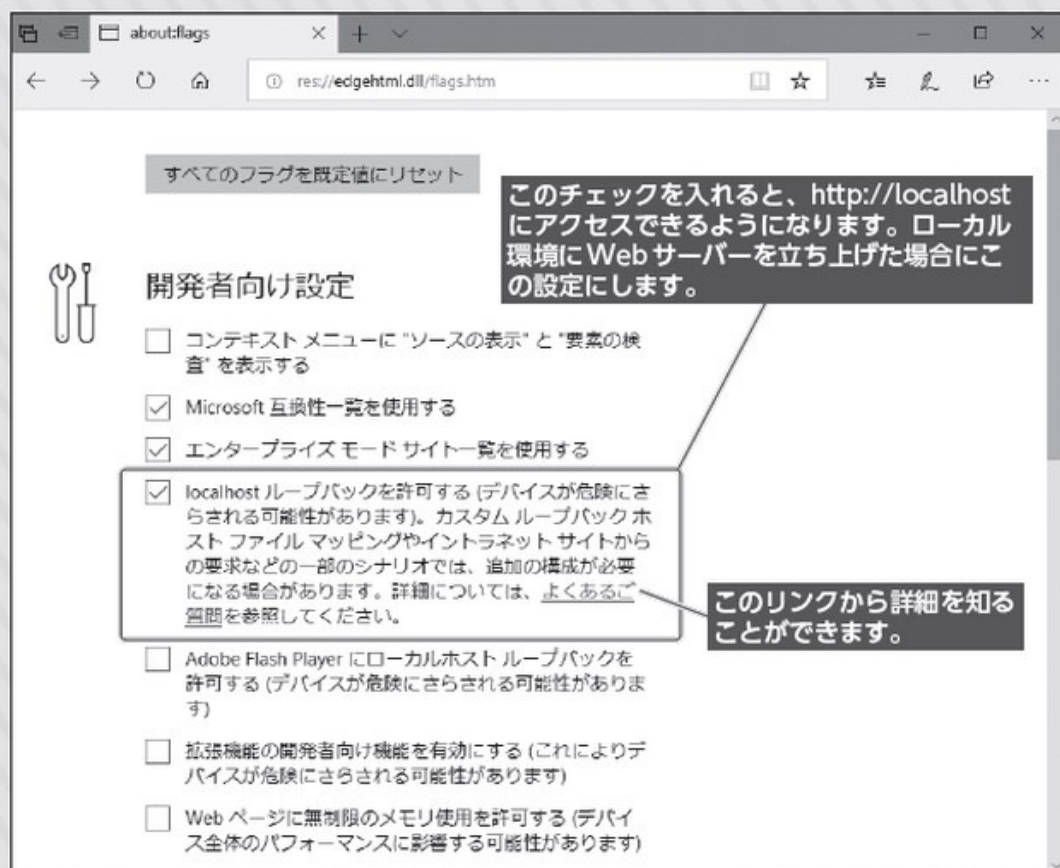 about:flags
res://edgehtml.dll/flags.htm
すべてのフラグを既定値にリセット
このチェックを入れると、http://localhost
にアクセスできるようになります。ローカル
環境にWebサーバーを立ち上げた場合にこ
の設定にします。
開発者向け設定
コンテキスト メニューに "ソースの表示" と "要素の検
査" を表示する
Microsoft 互換性一覧を使用する
エンタープライズ モード サイト一覧を使用する
localhost ループバックを許可する (デバイスが危険にさ
らされる可能性があります)。カスタム ループバック ホ
スト ファイル マッピングやイントラネット サイトから
の要求などの一部のシナリオでは、追加の構成が必要
になる場合があります。詳細については、よくあるご
質問を参照してください。
このリンクから詳細を知る
ことができます。
Adobe Flash Player にローカルホスト ループバックを
許可する (デバイスが危険にさらされる可能性がありま
す)
拡張機能の開発者向け機能を有効にする (これによりデ
バイスが危険にさらされる可能性があります)
Web ページに無制限のメモリ使用を許可する (デバイ
ス全体のパフォーマンスに影響する可能性があります)